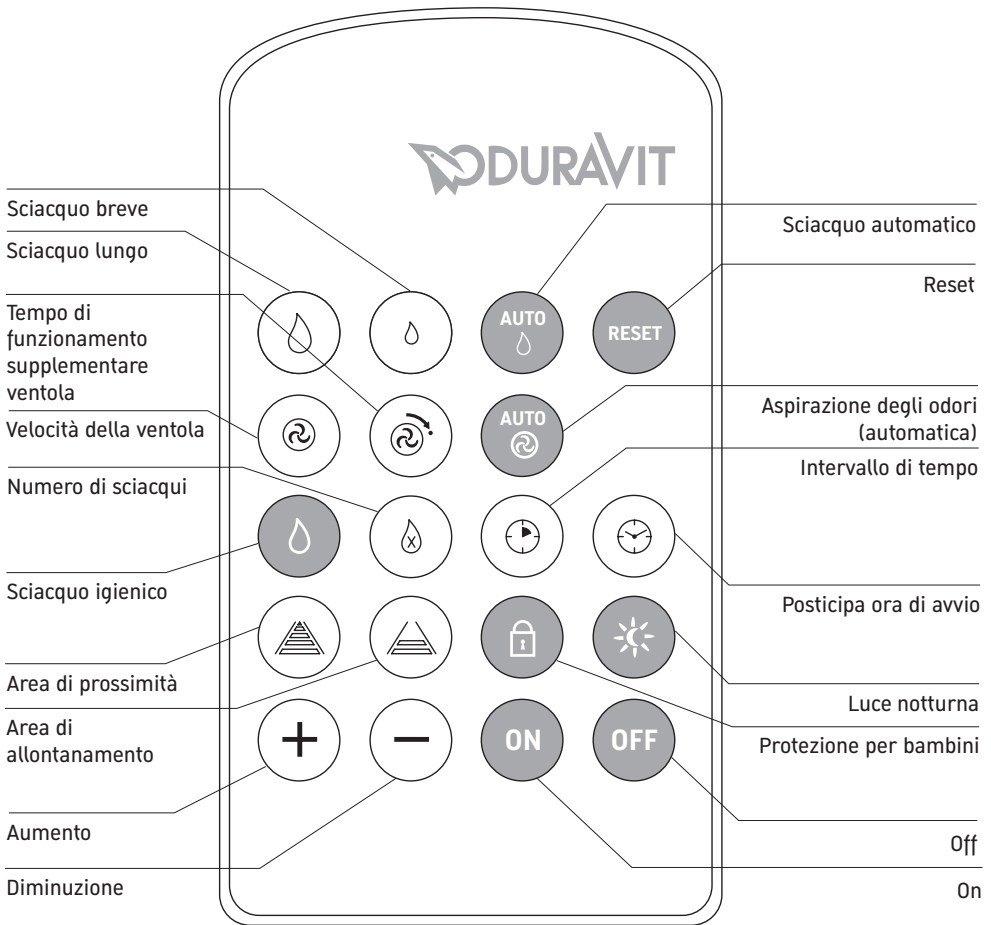 DURAVIT
Sciacquo breve
Sciacquo lungo
Tempo di
funzionamento
supplementare
ventola
Velocità della ventola
Numero di sciacqui
Sciacquo igienico
Area di prossimità
Area di
allontanamento
Aumento
Diminuzione
AUTO
RESET
AUTO
X
ON
OFF
Sciacquo automatico
Reset
Aspirazione degli odori
(automatica)
Intervallo di tempo
Posticipa ora di avvio
Luce notturna
Protezione per bambini
Off
On